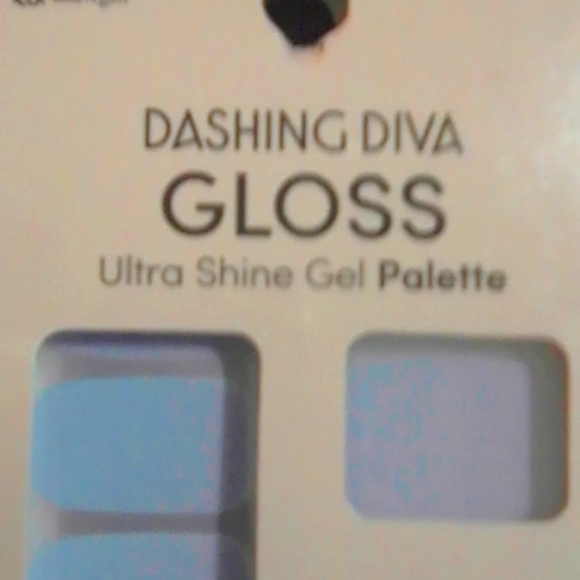 DASHING DIVA
GLOSS
Ultra Shine Gel Palette